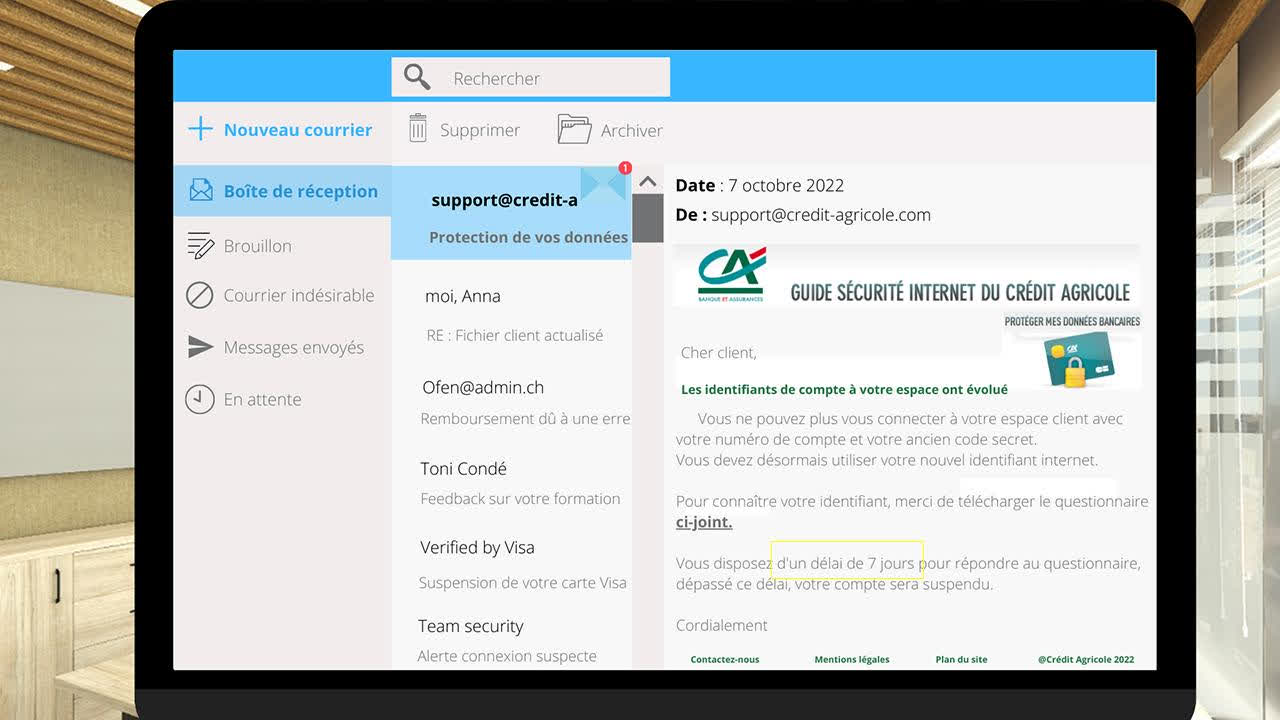 Rechercher
Nouveau courrier
Supprimer
Archiver
Boîte de réception
Brouillon
Courrier indésirable
Messages envoyés
En attente
1
support@credit-a
Protection de vos données
moi, Anna
RE : Fichier client actualisé
Ofen@admin.ch
Remboursement dû à une erre
Toni Condé
Feedback sur votre formation
Verified by Visa
Suspension de votre carte Visa
Team security
Alerte connexion suspecte
Date : 7 octobre 2022
De : support@credit-agricole.com
CA
BANQUE ET ASSURANCES
GUIDE SÉCURITÉ INTERNET DU CRÉDIT AGRICOLE
PROTÉGER MES DONNÉES BANCAIRES
CA
Cher client,
Les identifiants de compte à votre espace ont évolué
Vous ne pouvez plus vous connecter à votre espace client avec
votre numéro de compte et votre ancien code secret.
Vous devez désormais utiliser votre nouvel identifiant internet.
Pour connaître votre identifiant, merci de télécharger le questionnaire
ci-joint.
Vous disposez d'un délai de 7 jours pour répondre au questionnaire,
dépassé ce délai, votre compte sera suspendu.
Cordialement
Contactez-nous
Mentions légales
Plan du site
@Crédit Agricole 2022